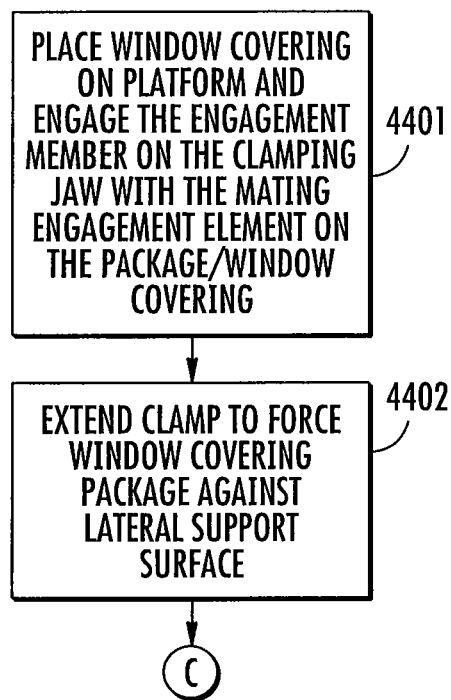 PLACE WINDOW COVERING
ON PLATFORM AND
ENGAGE THE ENGAGEMENT
MEMBER ON THE CLAMPING
JAW WITH THE MATING
ENGAGEMENT ELEMENT ON
THE PACKAGE/WINDOW
COVERING
4401
EXTEND CLAMP TO FORCE
WINDOW COVERING
PACKAGE AGAINST
LATERAL SUPPORT
SURFACE
4402
C